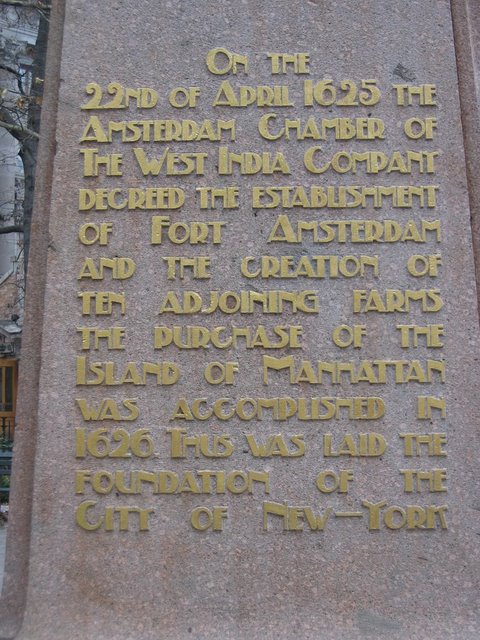 On the
22nd of April 1625 the
Amsterdam Chamber of
The West India Company
decreed the establishment
of Fort Amsterdam
and the creation of
ten adjoining farms
the purchase of the
Island of Manhattan
was accomplished in
1626. Thus was laid the
foundation of the
City of New-York